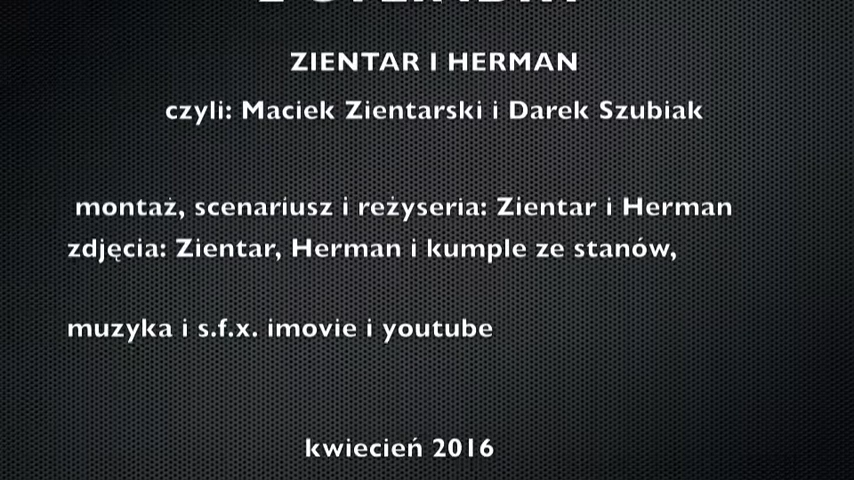 ZIENTAR I HERMAN
czyli: Maciek Zientarski i Darek Szubiak
montaż, scenariusz i reżyseria: Zientar i Herman
zdjęcia: Zientar, Herman i kumple ze stanów,
muzyka i s.f.x. imovie i youtube
kwiecień 2016